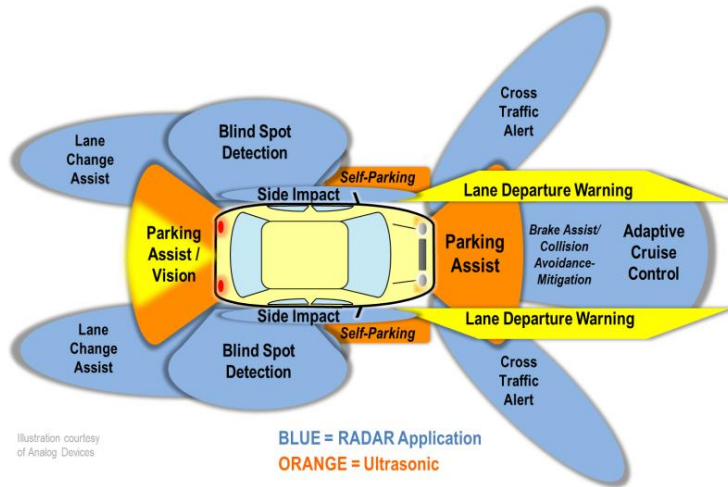 Cross
Traffic
Alert
Lane
Change
Assist
Blind Spot
Detection
Self-Parking
Side Impact
Lane Departure Warning
Parking
Assist /
Vision
Parking
Assist
Brake Assist/
Collision
Avoidance-
Mitigation
Adaptive
Cruise
Control
Side Impact
Self-Parking
Lane Departure Warning
Lane
Change
Assist
Blind Spot
Detection
Cross
Traffic
Alert
Illustration courtesy
of Analog Devices
BLUE = RADAR Application
ORANGE = Ultrasonic